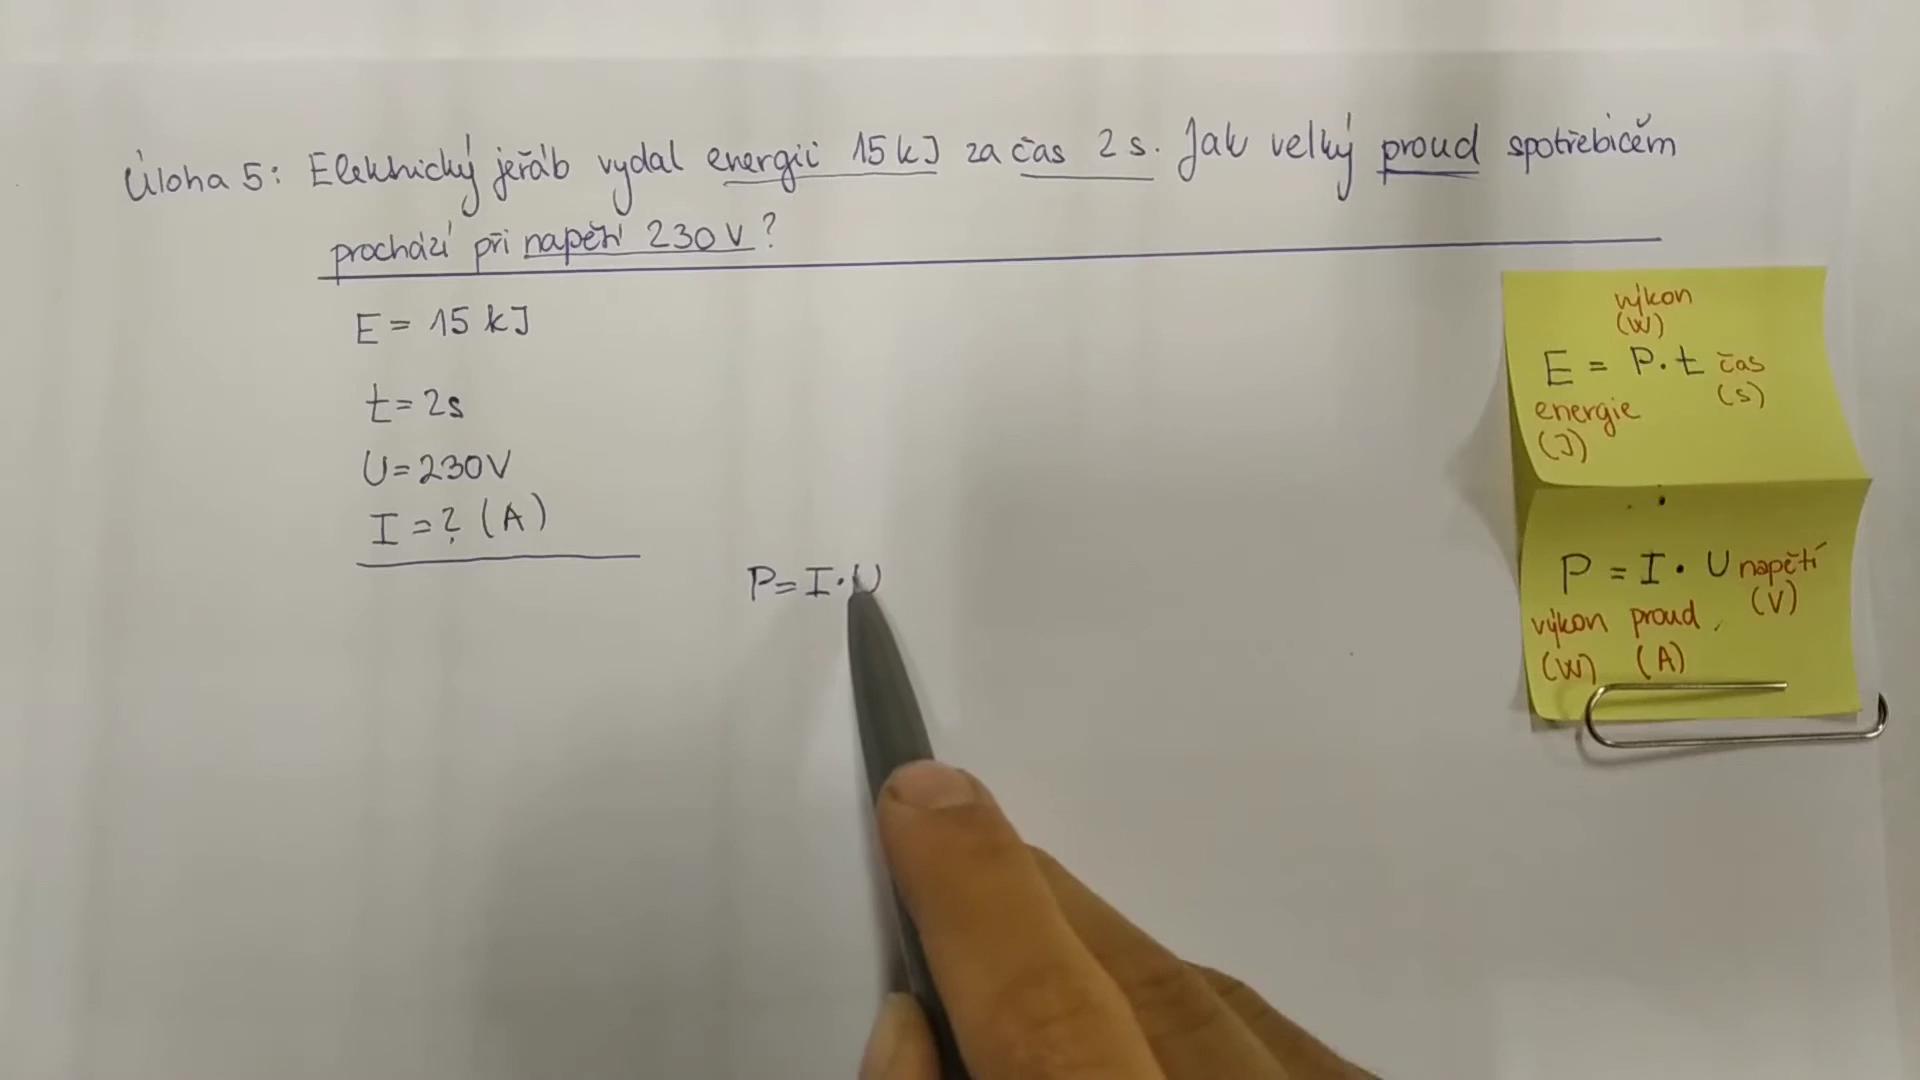 Úloha 5: Elektrický jeřáb vydal energii 15 kJ za čas 2 s. Jak velký proud spotřebičem
prochází při napětí 230 V?
E = 15 kJ
t = 2s
U = 230V
I = ? (A)
P = I · U
výkon
(W)
E = P · t čas
energie (s)
(J)
P = I · U napětí
výkon proud (V)
(W) (A)